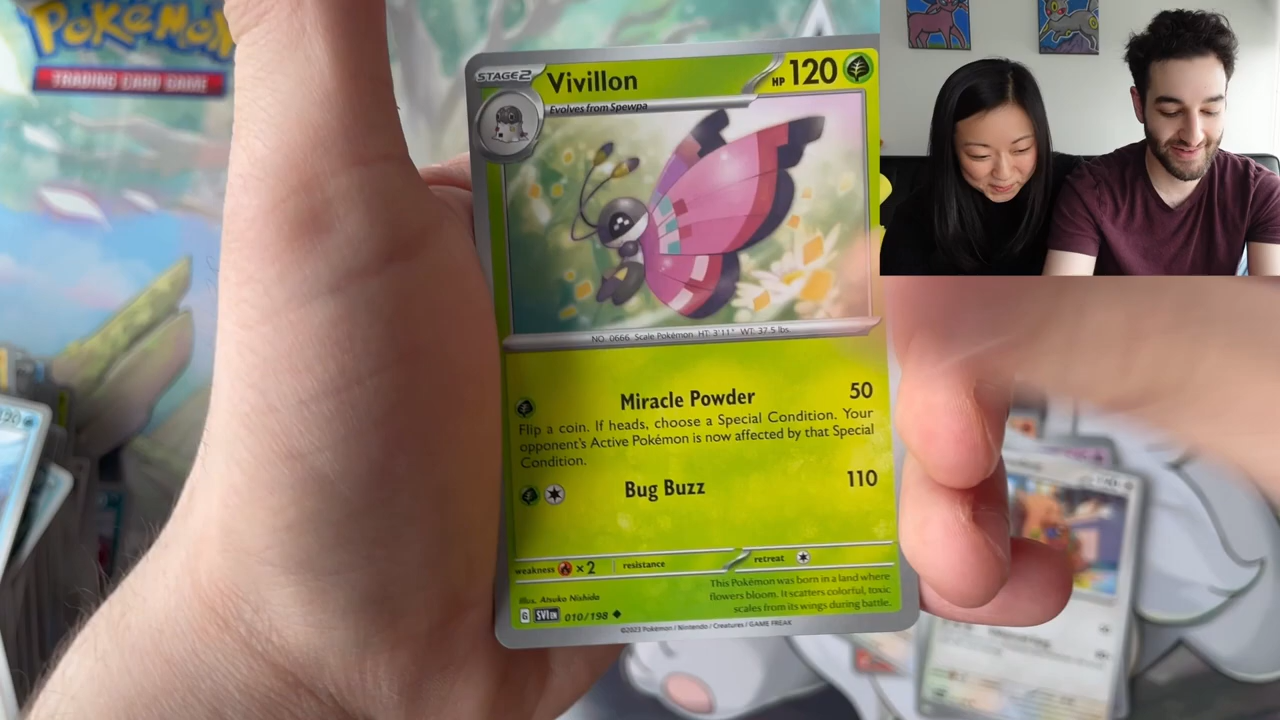 POKéMON
TRADING CARD GAME
STAGE2 Vivillon HP 120
Evolves from Spewpa
NO. 0666 Scale Pokémon HT: 3'11" WT: 37.5 lbs.
Miracle Powder 50
Flip a coin. If heads, choose a Special Condition. Your
opponent's Active Pokémon is now affected by that Special
Condition.
Bug Buzz 110
weakness ×2 resistance retreat
This Pokémon was born in a land where
flowers bloom. It scatters colorful, toxic
scales from its wings during battle.
Illus. Atsuko Nishida
G SVI EN 010/198
©2023 Pokémon / Nintendo / Creatures / GAME FREAK